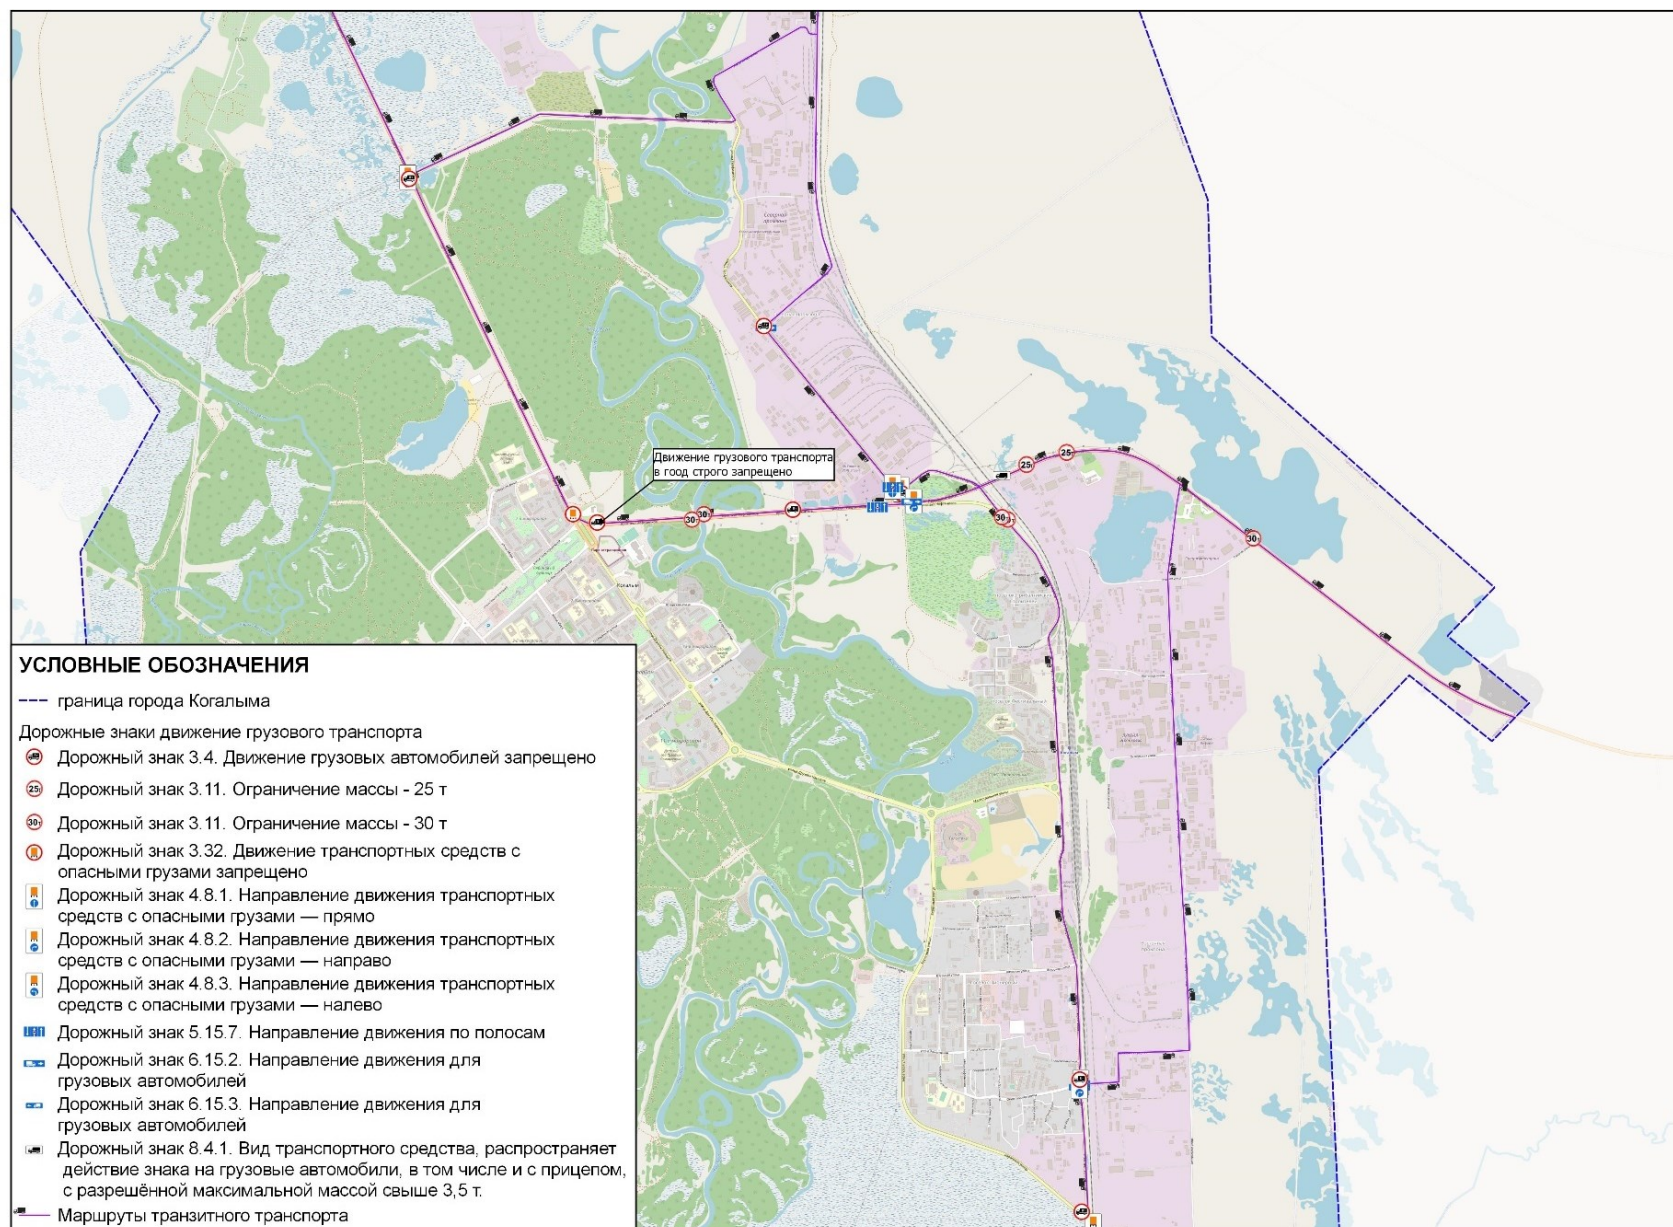 Движение грузового транспорта
в гоод строго запрещено
25т
30т
30т
30т
Когалым
УСЛОВНЫЕ ОБОЗНАЧЕНИЯ
граница города Когалыма
Дорожные знаки движение грузового транспорта
Дорожный знак 3.4. Движение грузовых автомобилей запрещено
25т Дорожный знак 3.11. Ограничение массы - 25 т
30т Дорожный знак 3.11. Ограничение массы - 30 т
Дорожный знак 3.32. Движение транспортных средств с
опасными грузами запрещено
Дорожный знак 4.8.1. Направление движения транспортных
средств с опасными грузами — прямо
Дорожный знак 4.8.2. Направление движения транспортных
средств с опасными грузами — направо
Дорожный знак 4.8.3. Направление движения транспортных
средств с опасными грузами — налево
Дорожный знак 5.15.7. Направление движения по полосам
Дорожный знак 6.15.2. Направление движения для
грузовых автомобилей
Дорожный знак 6.15.3. Направление движения для
грузовых автомобилей
Дорожный знак 8.4.1. Вид транспортного средства, распространяет
действие знака на грузовые автомобили, в том числе и с прицепом,
с разрешённой максимальной массой свыше 3,5 т.
Маршруты транзитного транспорта